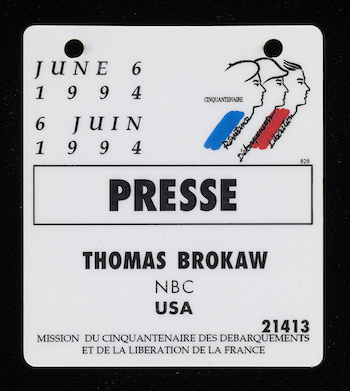 JUNE 6
1994
6 JUIN
1994
CINQUANTENAIRE
Résistance
Débarquements
Libération
828
PRESSE
THOMAS BROKAW
NBC
USA
21413
MISSION DU CINQUANTENAIRE DES DEBARQUEMENTS
ET DE LA LIBERATION DE LA FRANCE